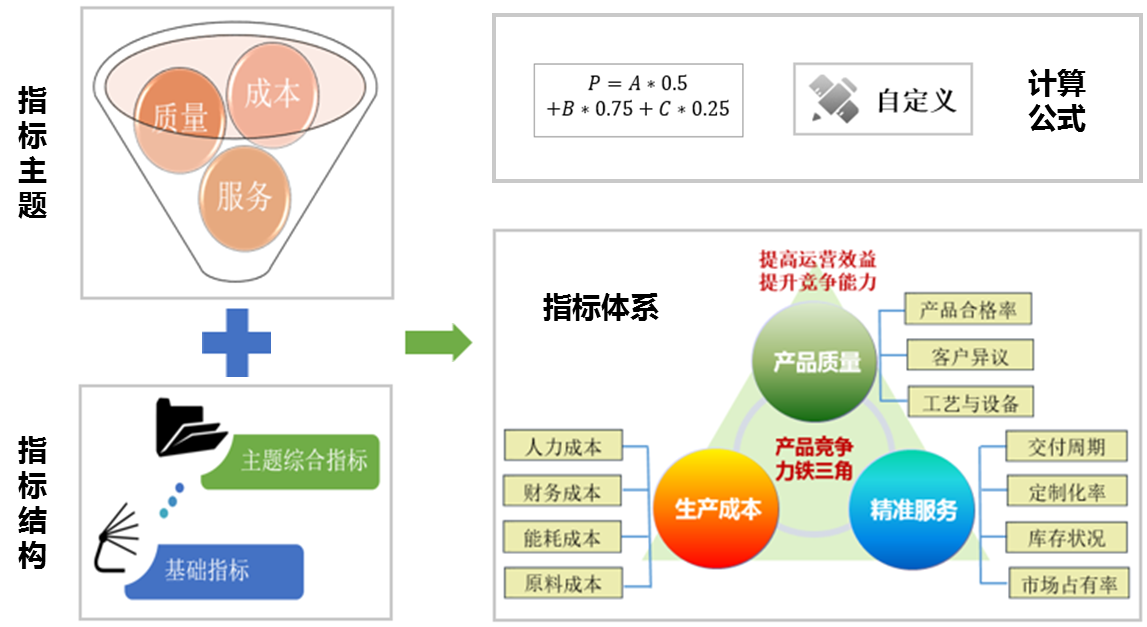 指标主题
质量
成本
服务
指标结构
主题综合指标
基础指标
P = A * 0.5
+B * 0.75 + C * 0.25
自定义
计算
公式
指标体系
提高运营效益
提升竞争能力
产品质量
产品合格率
客户异议
工艺与设备
产品竞争
力铁三角
生产成本
人力成本
财务成本
能耗成本
原料成本
精准服务
交付周期
定制化率
库存状况
市场占有率